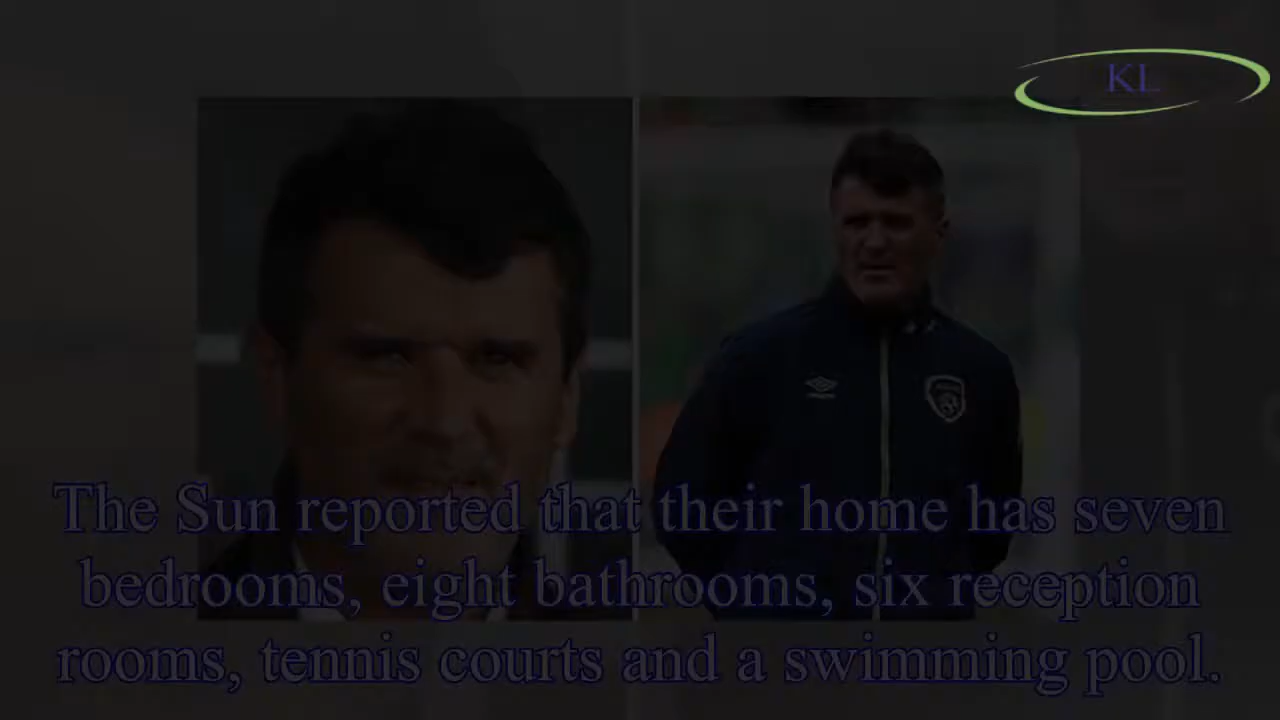 KL
The Sun reported that their home has seven
bedrooms, eight bathrooms, six reception
rooms, tennis courts and a swimming pool.